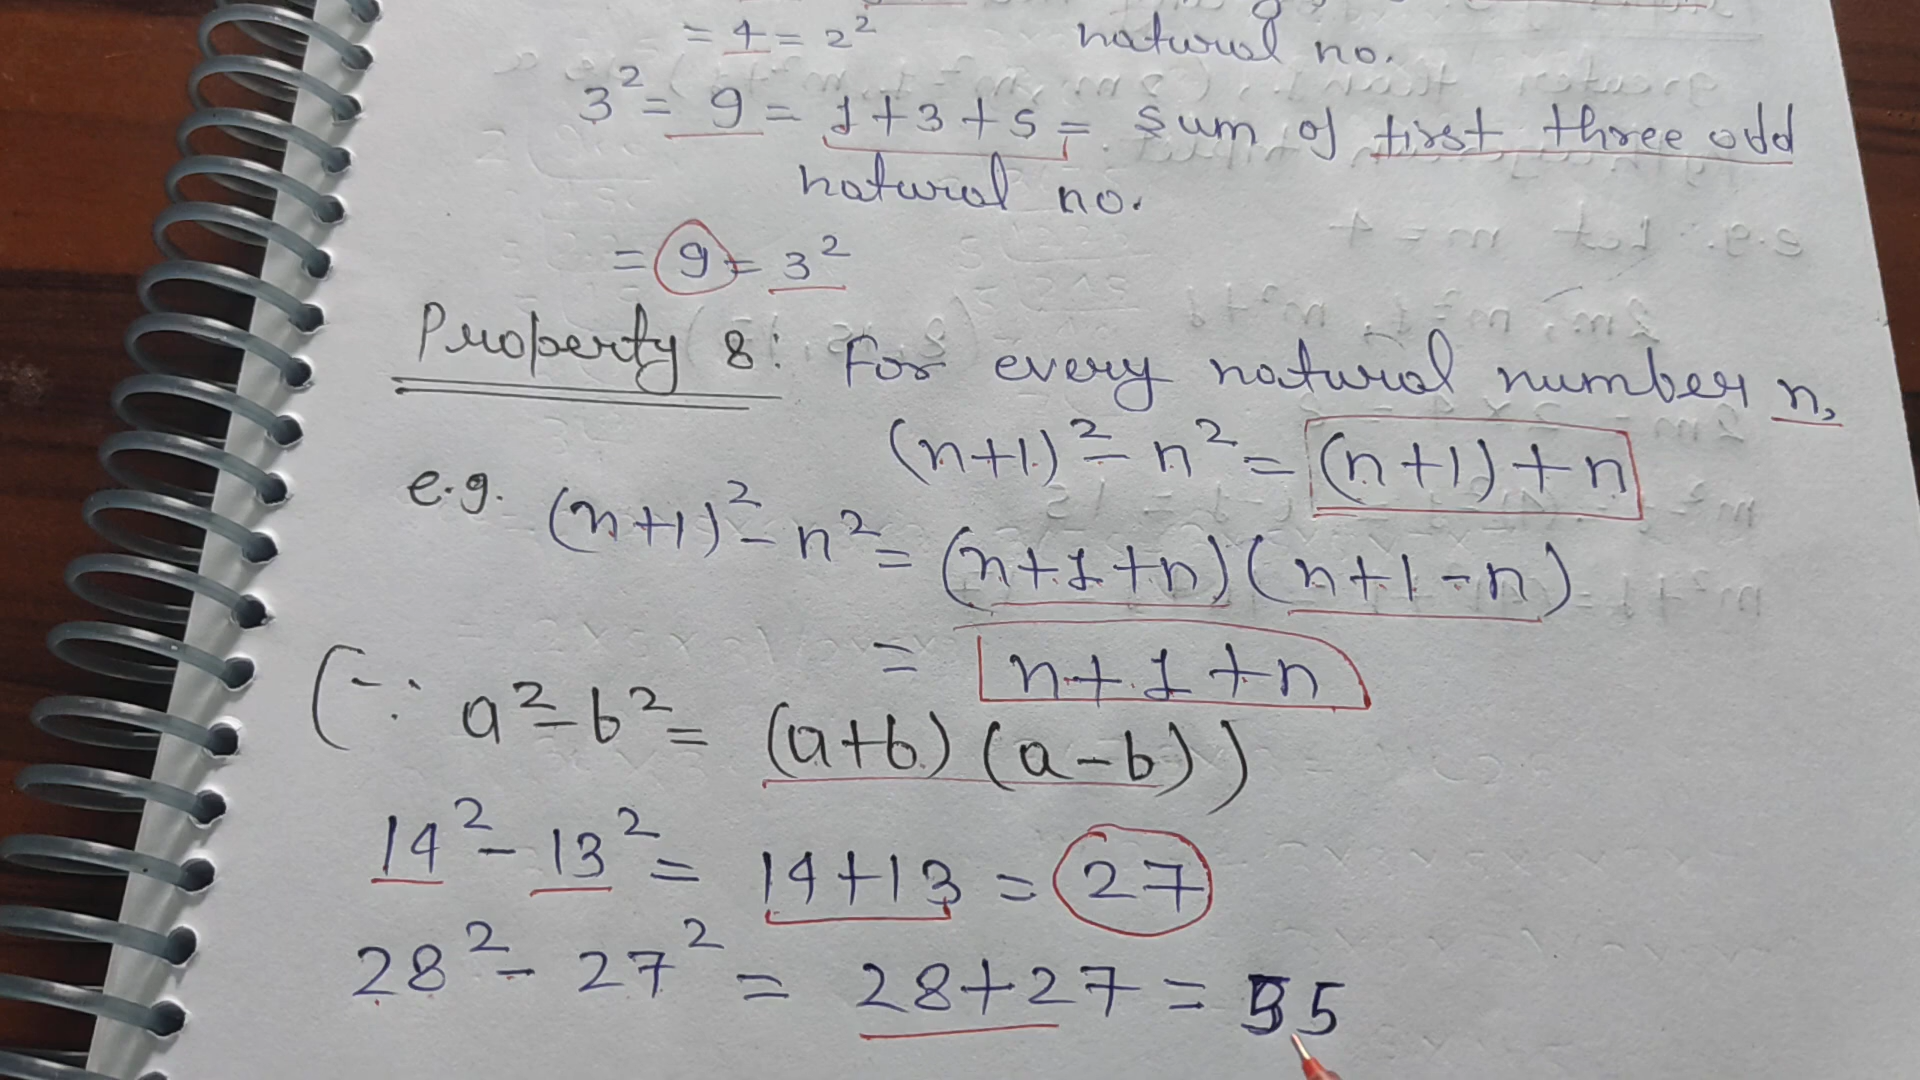 = 4 = 2² natural no.
3² = 9 = 1+3+5 = sum of first three odd
natural no.
= 9 = 3²
Property 8: For every natural number n,
(n+1)² - n² = (n+1) + n
e.g. (n+1)² - n² = (n+1+n) (n+1-n)
= n+1+n
(∵ a² - b² = (a+b) (a-b))
14² - 13² = 14+13 = 27
28² - 27² = 28+27 = 55